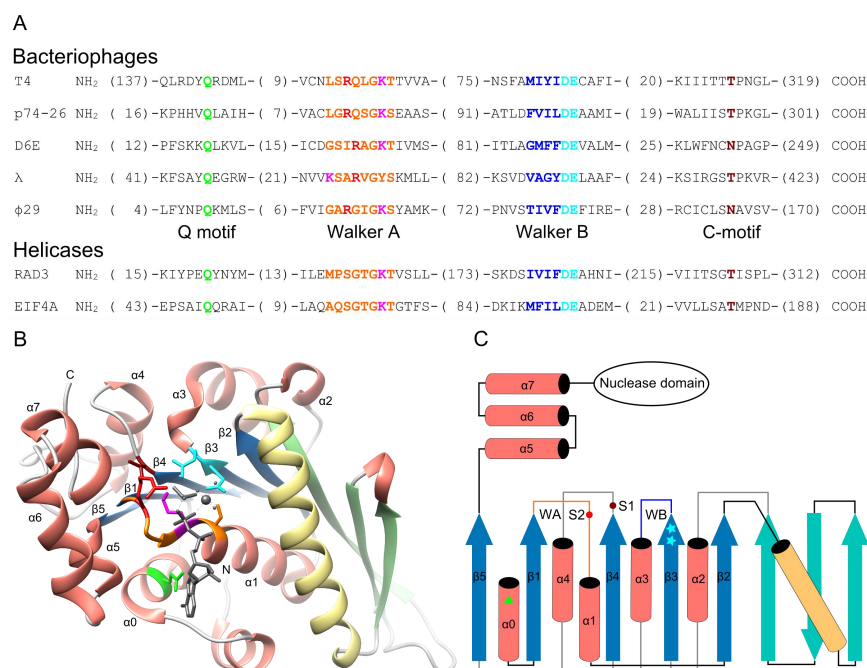 A
Bacteriophages
T4 NH2 (137)-QLRDYQRDML-( 9)-VCNLSRQLGKTTVVA-( 75)-NSFAMIYIDECAFI-( 20)-KIIITTTPNGL-(319) COOH
p74-26 NH2 ( 16)-KPHHVQLAIH-( 7)-VACLGRQSGKSEAAS-( 91)-ATLDFVILDEAAMI-( 19)-WALIISTPKGL-(301) COOH
D6E NH2 ( 12)-PFSKKQLKVL-(15)-ICDGSIRAGKTIVMS-( 81)-ITLAGMFFDEVALM-( 25)-KLWFNCNPAGP-(249) COOH
λ NH2 ( 41)-KFSAYQEGRW-(21)-NVVKSARVGYSKMLL-( 82)-KSVDVAGYDELAAF-( 24)-KSIRGSTPKVR-(423) COOH
ϕ29 NH2 ( 4)-LFYNPQKMLS-( 6)-FVIGARGIGKSYAMK-( 72)-PNVSTIVFDEFIRE-( 28)-RCICLSNAVSV-(170) COOH
Q motif Walker A Walker B C-motif
Helicases
RAD3 NH2 ( 15)-KIYPEQYNYM-(13)-ILEMPSGTGKTVSLL-(173)-SKDSIVIFDEAHNI-(215)-VIITSGTISPL-(312) COOH
EIF4A NH2 ( 43)-EPSAIQQRAI-( 9)-LAQAQSGTGKTGTFS-( 84)-DKIKMFILDEADEM-( 21)-VVLLSATMPND-(188) COOH
B
C
α4
α3
α2
α7
β2
β3
β4
β1
β5
α6
α5
N
α1
α0
C
α7
Nuclease domain
α6
α5
WA
S2
S1
WB
β5
α0
β1
α4
α1
β4
α3
β3
α2
β2